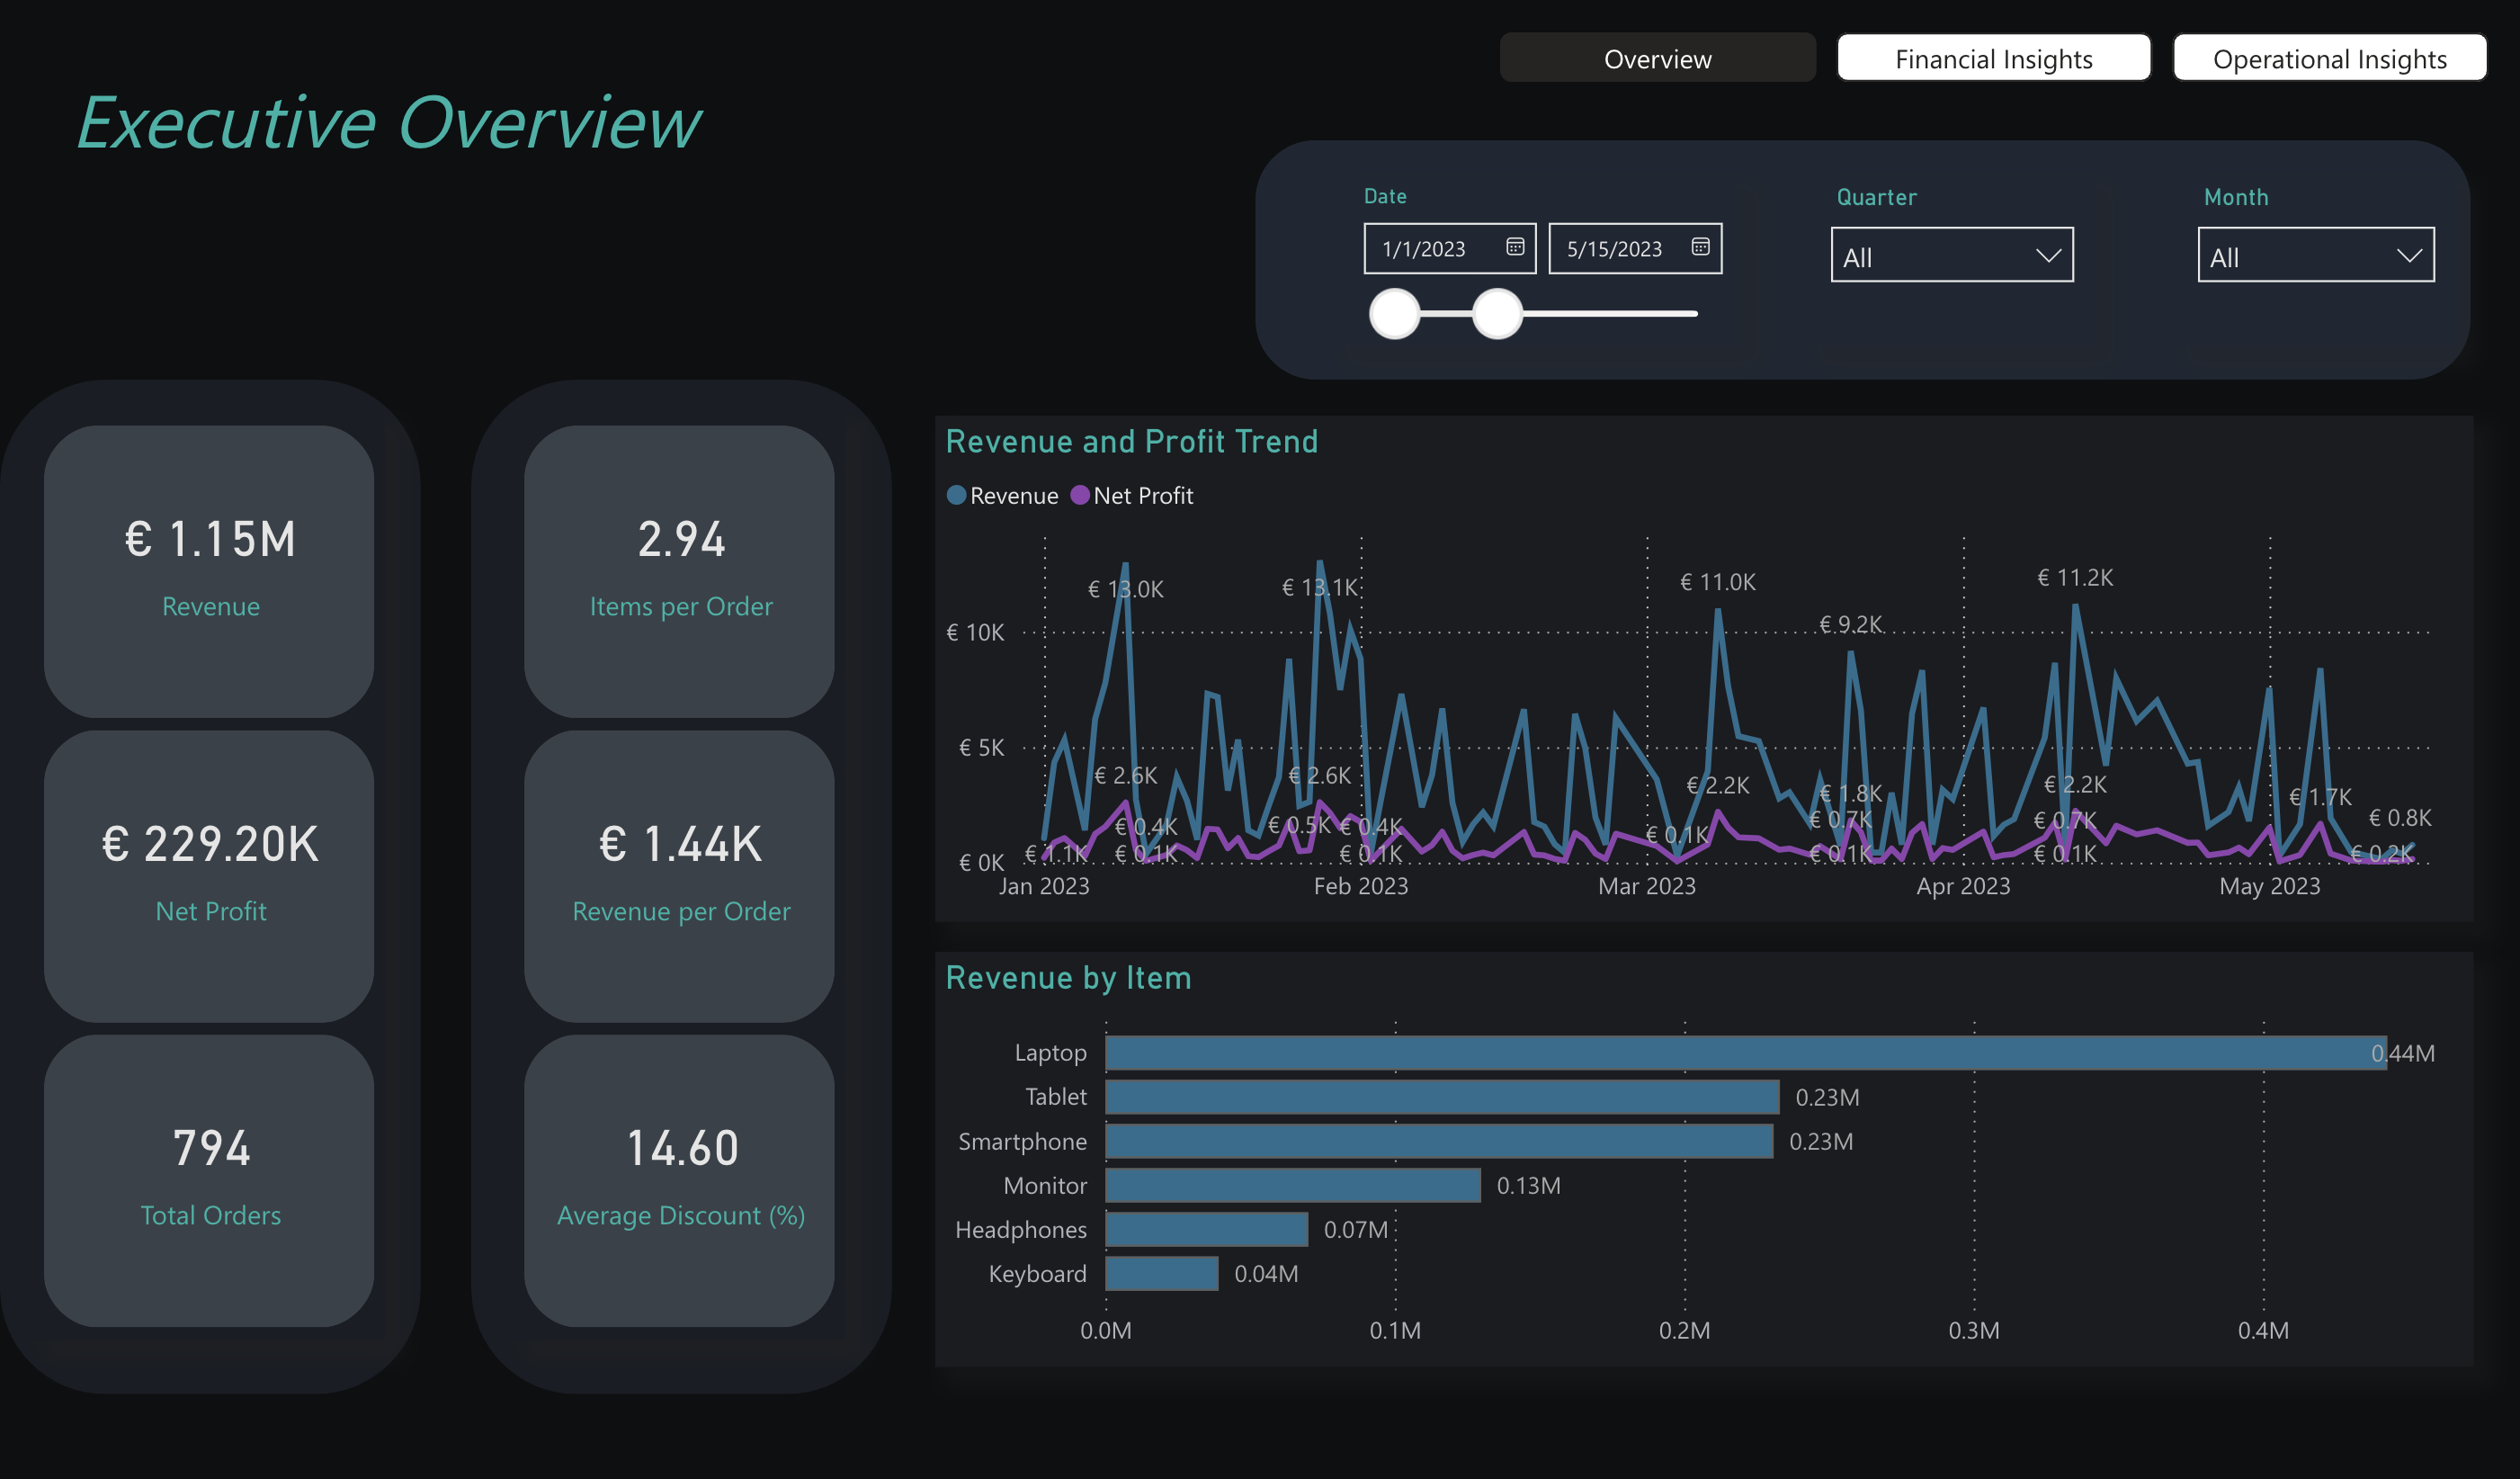 Overview
Financial Insights
Operational Insights
Executive Overview
Date
Quarter
Month
1/1/2023
5/15/2023
All
All
€ 1.15M
Revenue
€ 229.20K
Net Profit
794
Total Orders
2.94
Items per Order
€ 1.44K
Revenue per Order
14.60
Average Discount (%)
Revenue and Profit Trend
Revenue
Net Profit
€ 10K
€ 5K
€ 0K
€ 13.0K
€ 13.1K
€ 11.0K
€ 9.2K
€ 11.2K
€ 2.6K
€ 2.6K
€ 2.2K
€ 1.8K
€ 2.2K
€ 1.7K
€ 0.8K
€ 0.4K
€ 0.5K
€ 0.4K
€ 0.1K
€ 0.7K
€ 0.7K
€ 1.1K
€ 0.1K
€ 0.1K
€ 0.1K
€ 0.1K
€ 0.2K
Jan 2023
Feb 2023
Mar 2023
Apr 2023
May 2023
Revenue by Item
Laptop
0.44M
Tablet
0.23M
Smartphone
0.23M
Monitor
0.13M
Headphones
0.07M
Keyboard
0.04M
0.0M
0.1M
0.2M
0.3M
0.4M